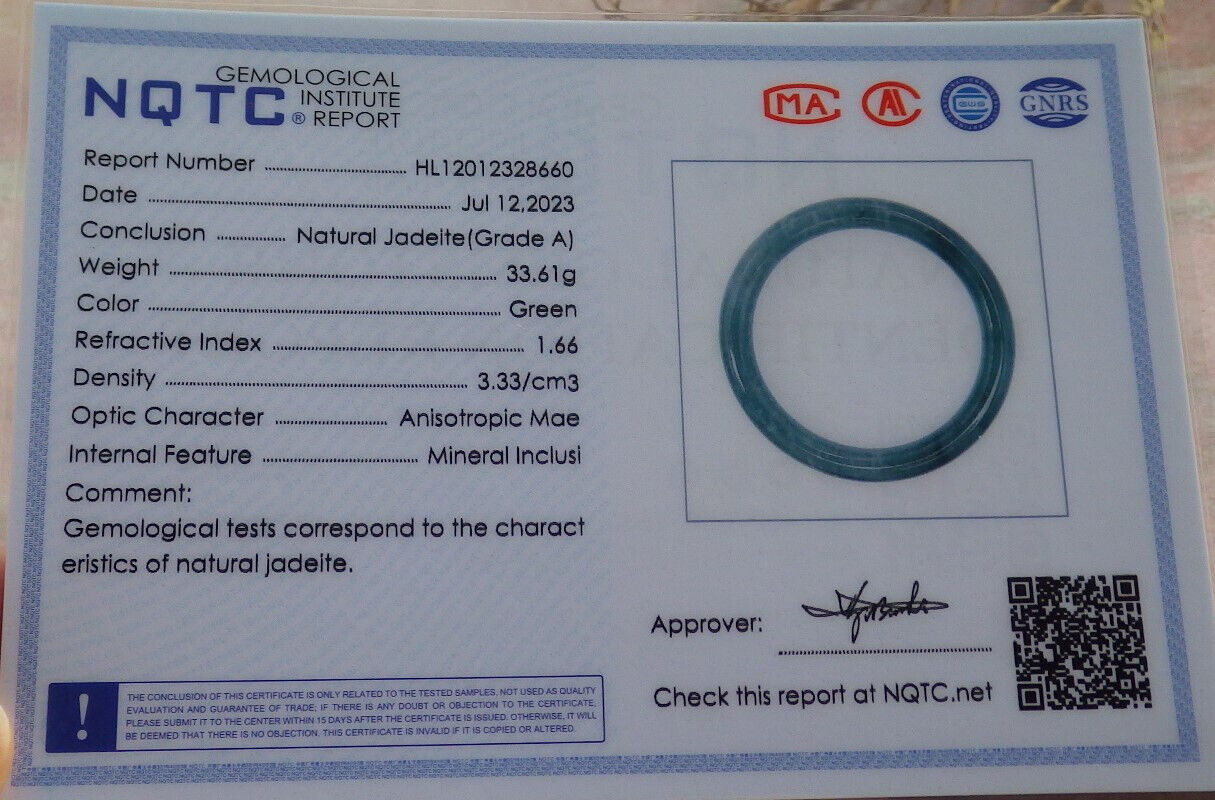 NQTC® GEMOLOGICAL INSTITUTE REPORT
MA
AL
GNRS
Report Number HL12012328660
Date Jul 12,2023
Conclusion Natural Jadeite(Grade A)
Weight 33.61g
Color Green
Refractive Index 1.66
Density 3.33/cm3
Optic Character Anisotropic Mae
Internal Feature Mineral Inclusi
Comment:
Gemological tests correspond to the charact
eristics of natural jadeite.
Approver:
Check this report at NQTC.net
!
THE CONCLUSION OF THIS CERTIFICATE IS ONLY RELATED TO THE TESTED SAMPLES, NOT USED AS QUALITY
EVALUATION AND GUARANTEE OF TRADE; IF THERE IS ANY DOUBT OR OBJECTION TO THE CERTIFICATE,
PLEASE SUBMIT IT TO THE CENTER WITHIN 15 DAYS AFTER THE CERTIFICATE IS ISSUED. OTHERWISE, IT WILL
BE DEEMED THAT THERE IS NO OBJECTION. THIS CERTIFICATE IS INVALID IF IT IS COPIED OR ALTERED.